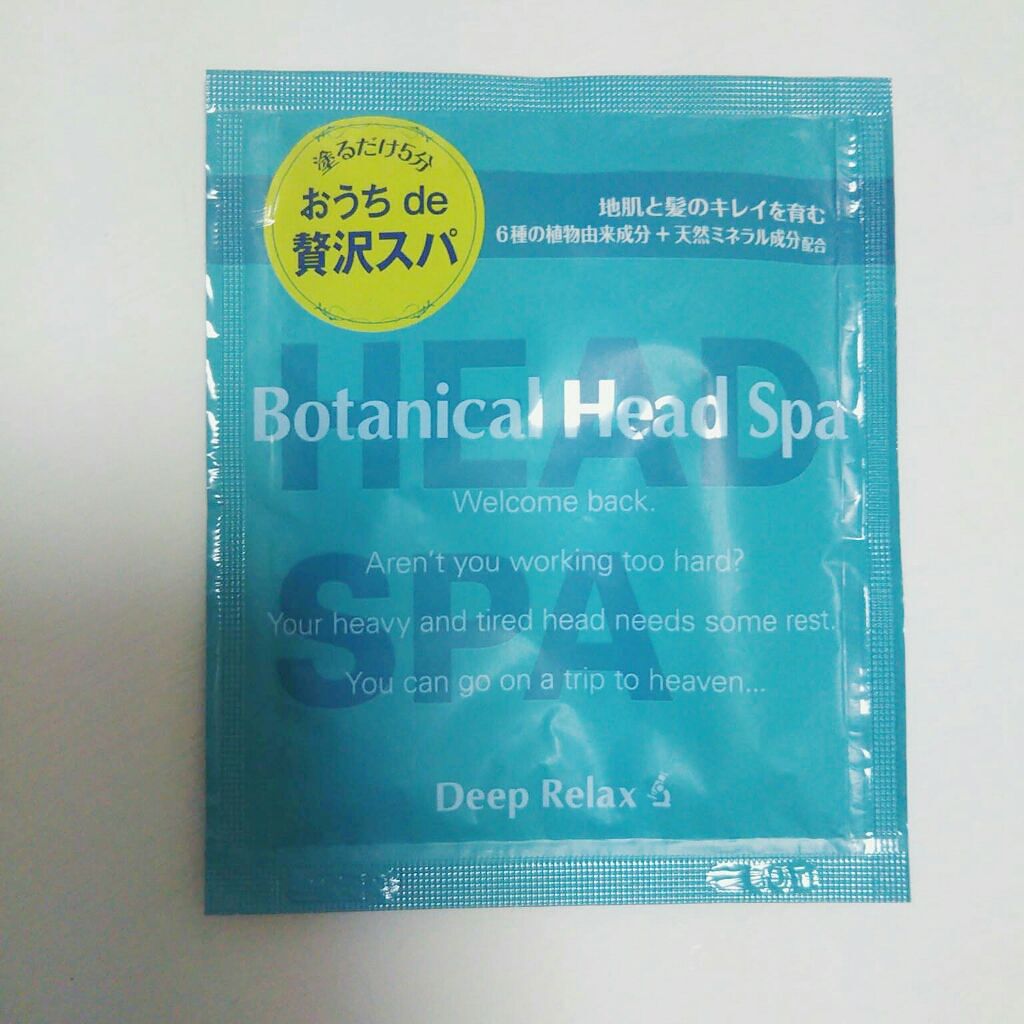 塗るだけ5分
おうち de
贅沢スパ
地肌と髪のキレイを育む
6種の植物由来成分+天然ミネラル成分配合
HEAD
Botanical Head Spa
Welcome back.
Aren't you working too hard?
SPA
Your heavy and tired head needs some rest.
You can go on a trip to heaven...
Deep Relax